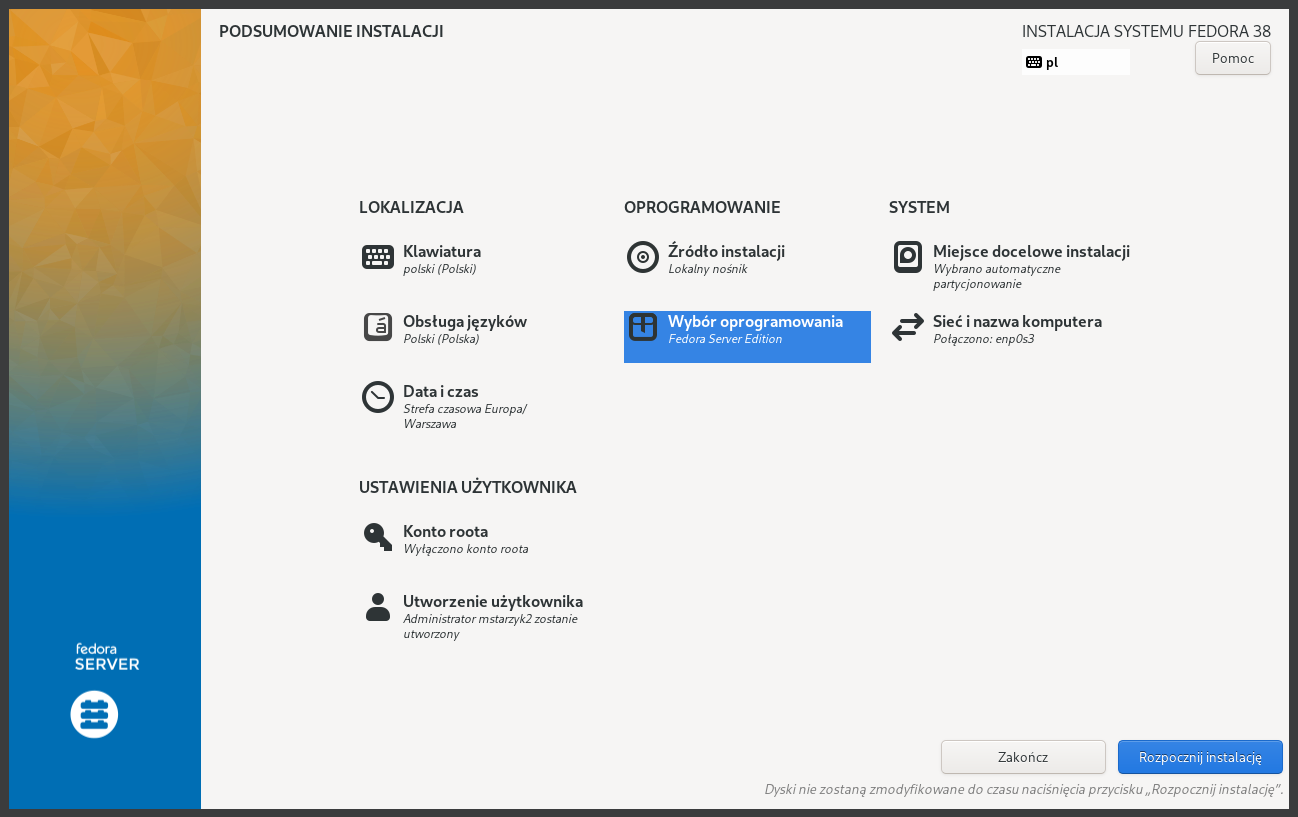 PODSUMOWANIE INSTALACJI
INSTALACJA SYSTEMU FEDORA 38
pl
Pomoc
LOKALIZACJA
Klawiatura
polski (Polski)
Obsługa języków
Polski (Polska)
Data i czas
Strefa czasowa Europa/
Warszawa
OPROGRAMOWANIE
Źródło instalacji
Lokalny nośnik
Wybór oprogramowania
Fedora Server Edition
SYSTEM
Miejsce docelowe instalacji
Wybrano automatyczne
partycjonowanie
Sieć i nazwa komputera
Połączono: enp0s3
USTAWIENIA UŻYTKOWNIKA
Konto roota
Wyłączono konto roota
Utworzenie użytkownika
Administrator mstarzyk2 zostanie
utworzony
fedora
SERVER
Zakończ
Rozpocznij instalację
Dyski nie zostaną zmodyfikowane do czasu naciśnięcia przycisku „Rozpocznij instalację”.